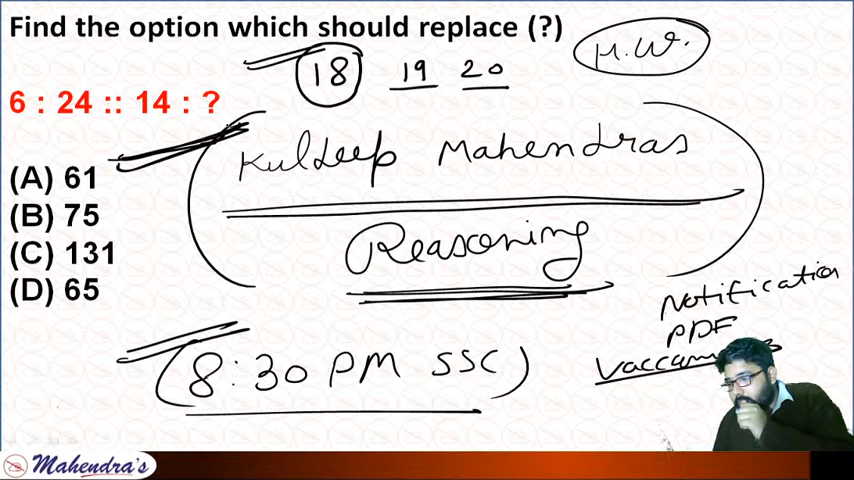 Find the option which should replace (?)
H.W.
18 19 20
6 : 24 :: 14 : ?
Kuldeep Mahendras
(A) 61
(B) 75
Reasoning
(C) 131
(D) 65
Notification
PDF
(8:30 PM SSC)
Mahendra's